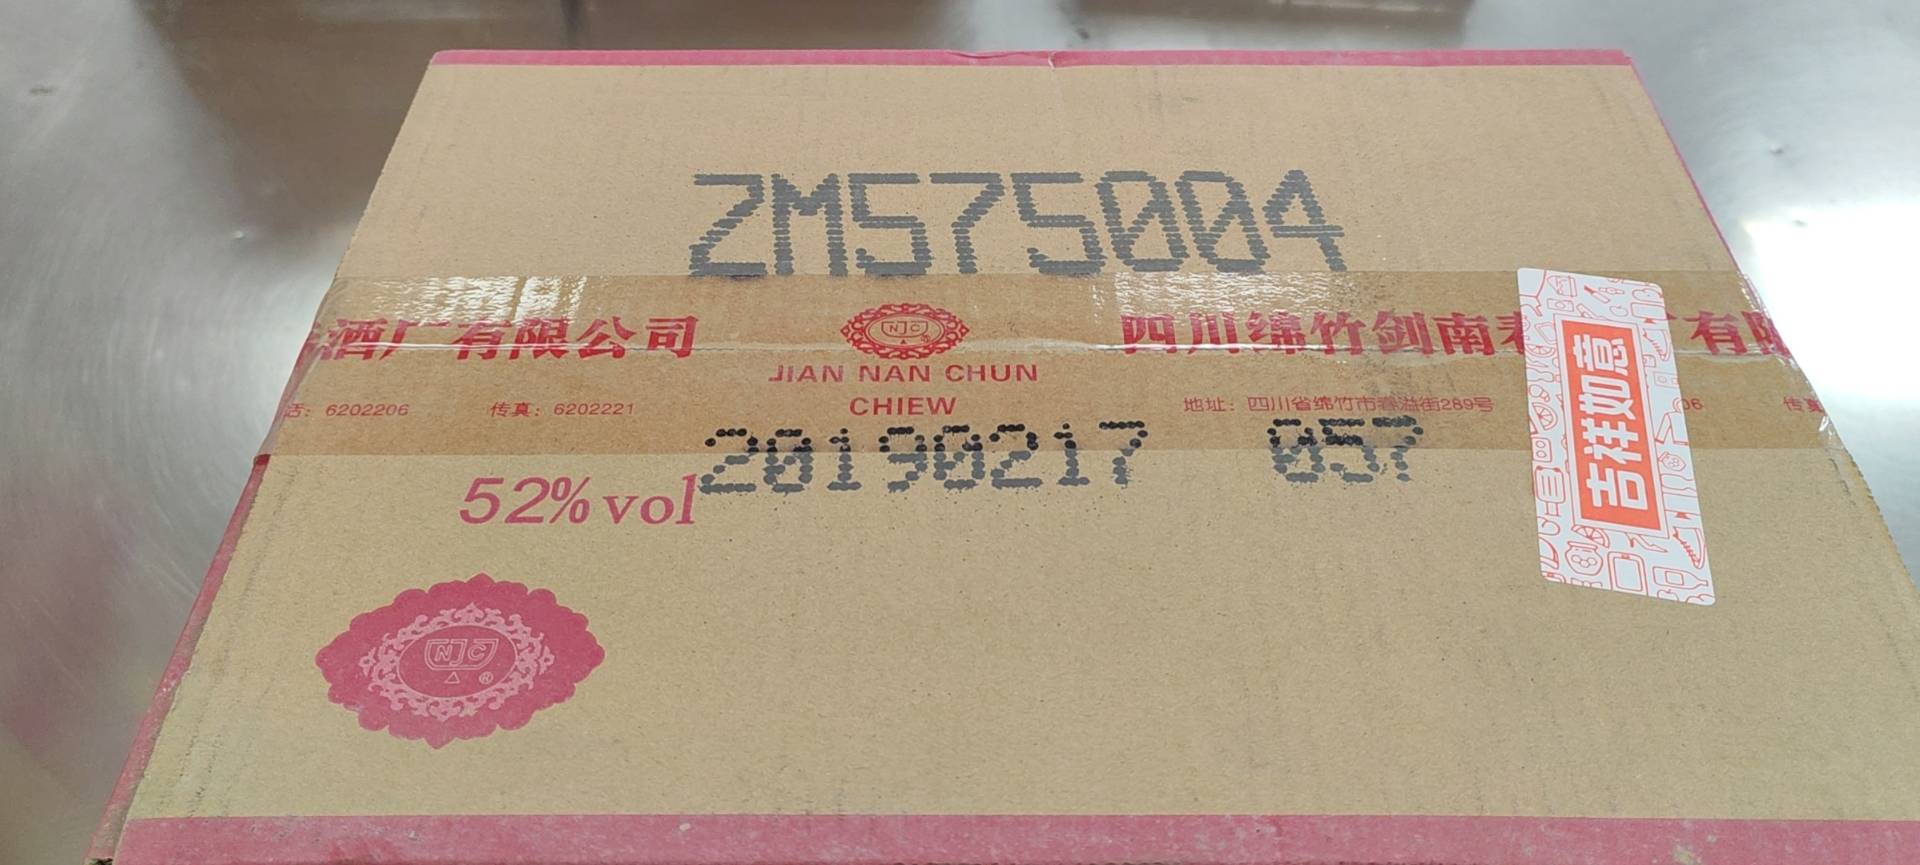 ZM575004
酒厂有限公司
NJC
®
JIAN NAN CHUN
CHIEW
四川绵竹剑南春
有限
话: 6202206 传真: 6202221
地址: 四川省绵竹市春溢街289号
06 传真
20190217 057
52% vol
吉祥如意
NJC
®